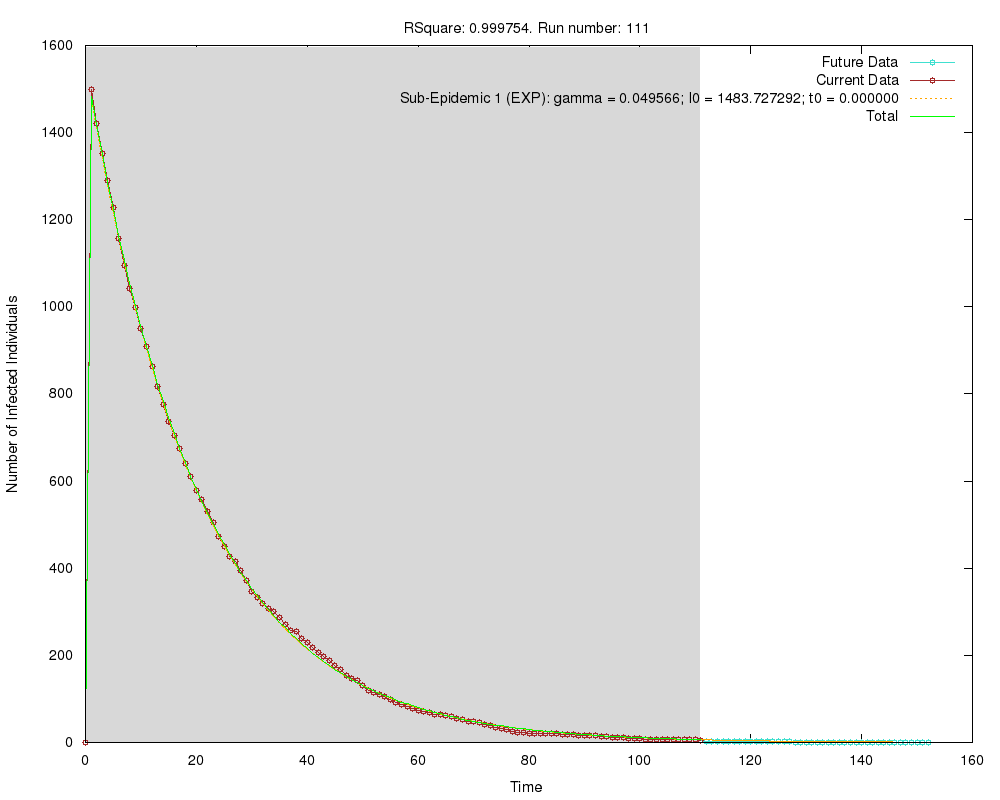 RSquare: 0.999754. Run number: 111
1600
1400
1200
1000
800
600
400
200
0
Number of Infected Individuals
Future Data
Current Data
Sub-Epidemic 1 (EXP): gamma = 0.049566; I0 = 1483.727292; t0 = 0.000000
Total
0 20 40 60 80 100 120 140 160
Time